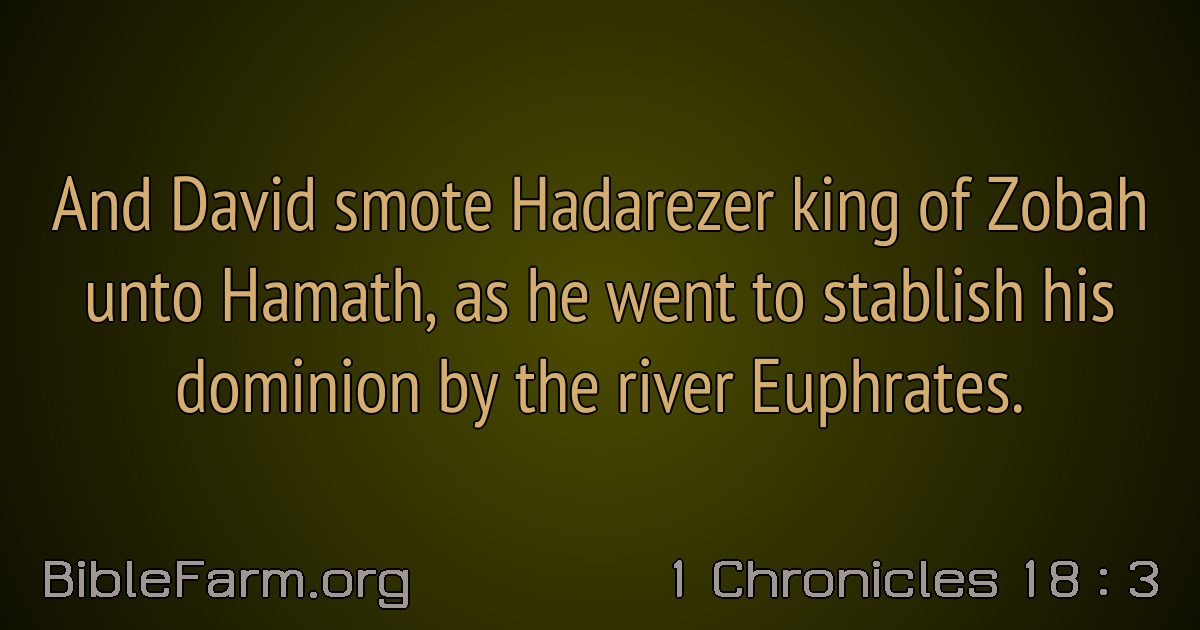 And David smote Hadarezer king of Zobah
unto Hamath, as he went to stablish his
dominion by the river Euphrates.
BibleFarm.org
1 Chronicles 18 : 3